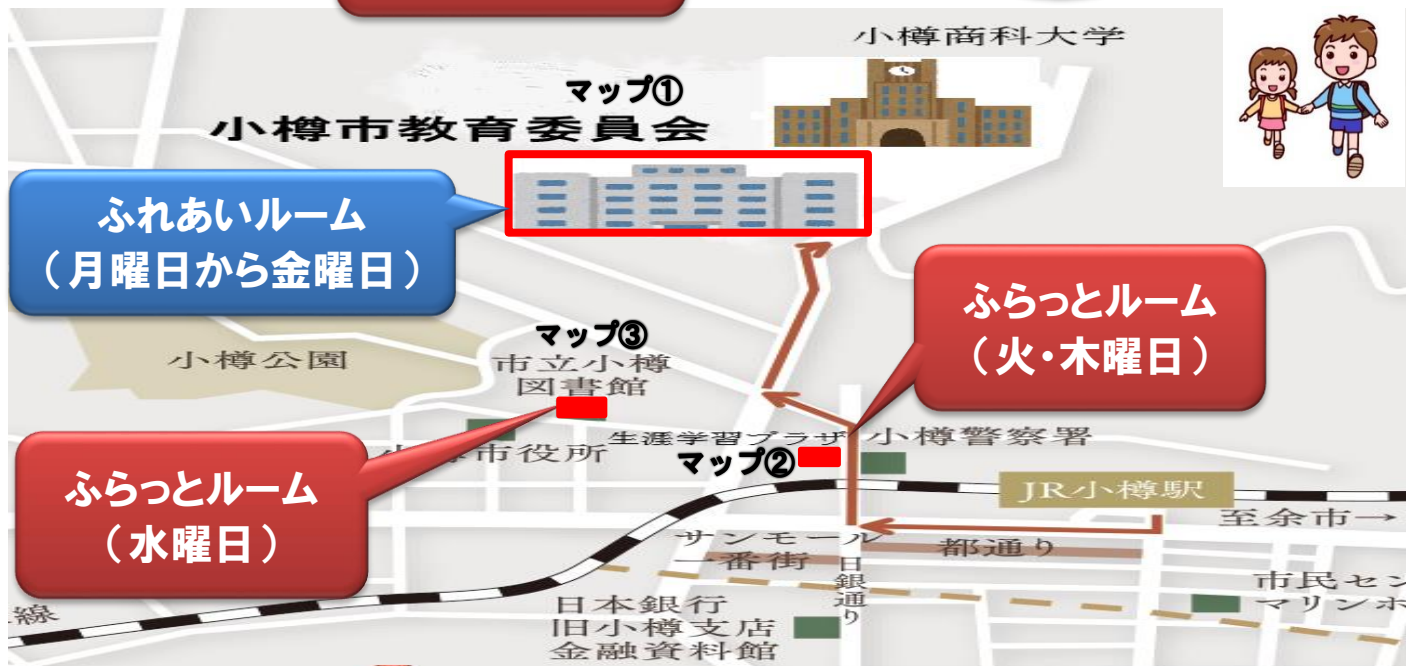 小樽商科大学
マップ①
小樽市教育委員会
ふれあいルーム
（月曜日から金曜日）
ふらっとルーム
（火・木曜日）
マップ③
市立小樽
図書館
小樽公園
生涯学習プラザ
小樽警察署
小樽市役所
マップ②
ふらっとルーム
（水曜日）
JR小樽駅
至余市→
サンモール
一番街
都通り
日銀通り
市民セン
マリンホ
線
日本銀行
旧小樽支店
金融資料館